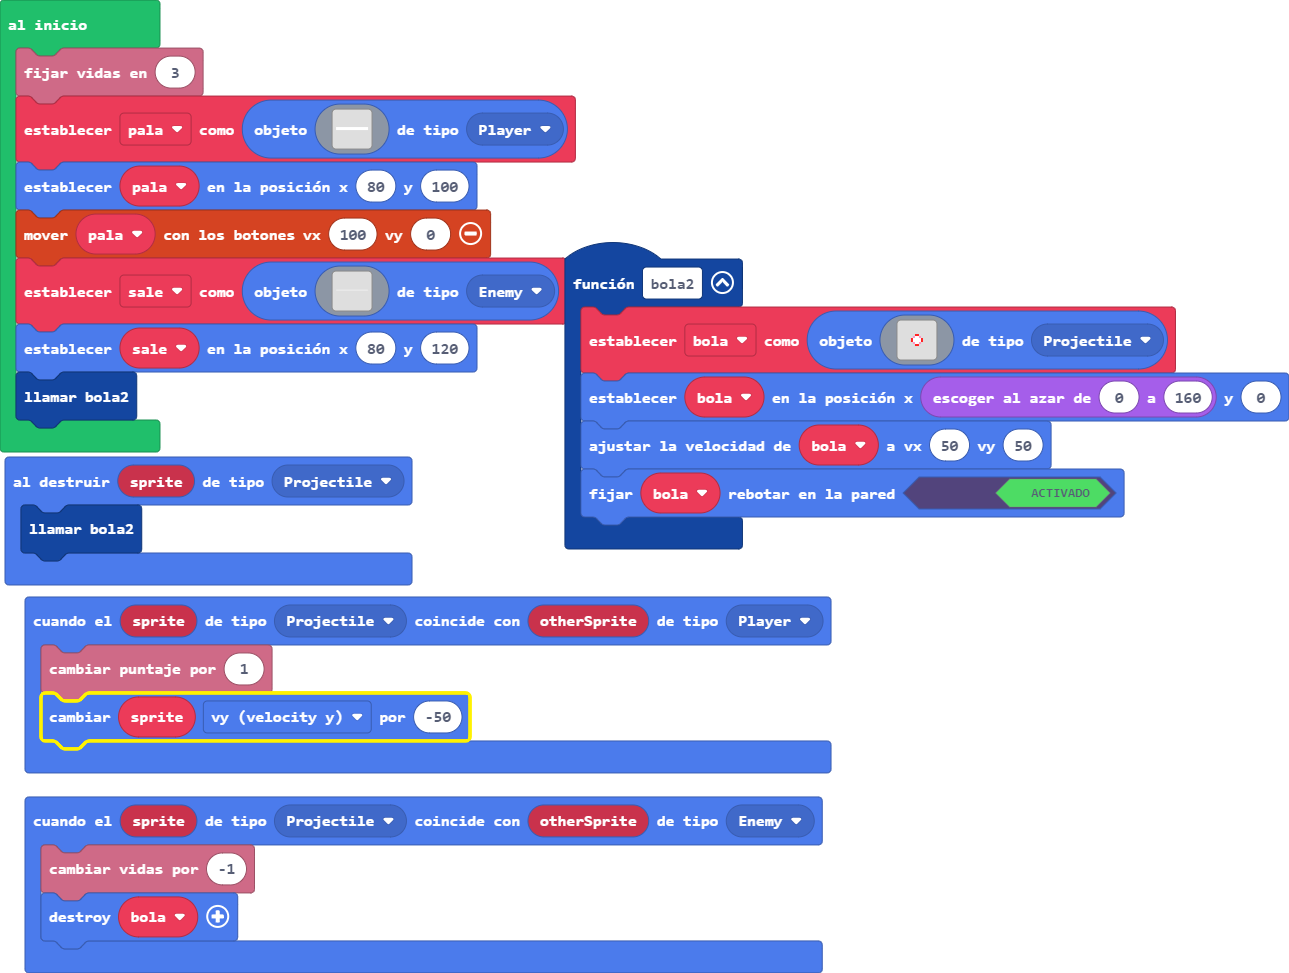 al inicio
fijar vidas en 3
establecer pala como objeto de tipo Player
establecer pala en la posición x 80 y 100
mover pala con los botones vx 100 vy 0
establecer sale como objeto de tipo Enemy
establecer sale en la posición x 80 y 120
llamar bola2
función bola2
establecer bola como objeto de tipo Projectile
establecer bola en la posición x escoger al azar de 0 a 160 y 0
ajustar la velocidad de bola a vx 50 vy 50
fijar bola rebotar en la pared ACTIVADO
al destruir sprite de tipo Projectile
llamar bola2
cuando el sprite de tipo Projectile coincide con otherSprite de tipo Player
cambiar puntaje por 1
cambiar sprite vy (velocity y) por -50
cuando el sprite de tipo Projectile coincide con otherSprite de tipo Enemy
cambiar vidas por -1
destroy bola